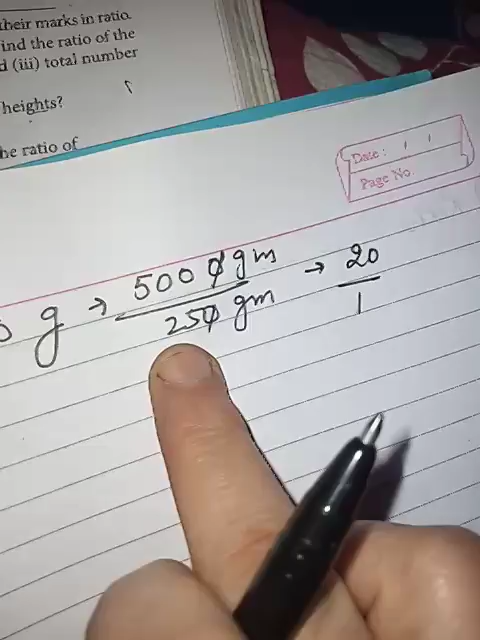 their marks in ratio.
ind the ratio of the
d (iii) total number
heights?
he ratio of
Date :
Page No.
g → 5000 gm / 250 gm → 20 / 1